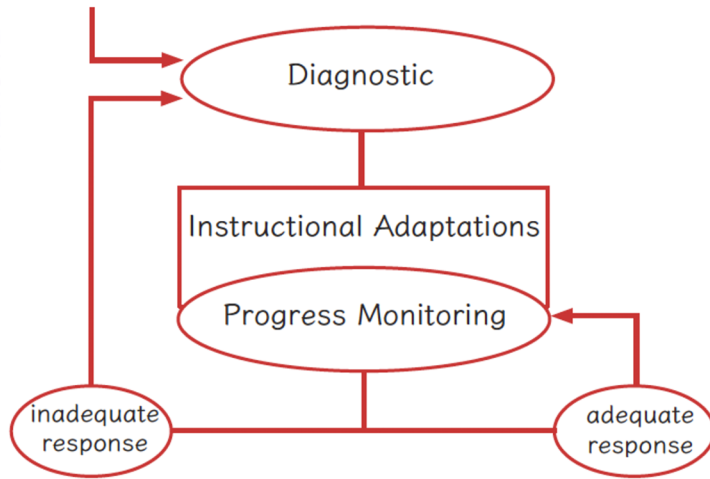 Diagnostic
Instructional Adaptations
Progress Monitoring
inadequate
response
adequate
response